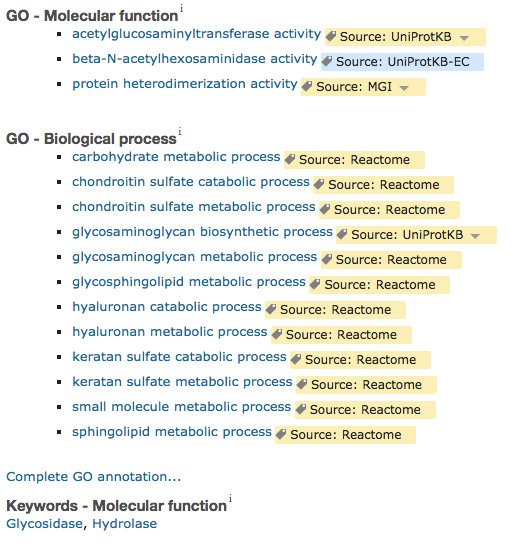 GO - Molecular function i
acetylglucosaminyltransferase activity Source: UniProtKB
beta-N-acetylhexosaminidase activity Source: UniProtKB-EC
protein heterodimerization activity Source: MGI
GO - Biological process i
carbohydrate metabolic process Source: Reactome
chondroitin sulfate catabolic process Source: Reactome
chondroitin sulfate metabolic process Source: Reactome
glycosaminoglycan biosynthetic process Source: UniProtKB
glycosaminoglycan metabolic process Source: Reactome
glycosphingolipid metabolic process Source: Reactome
hyaluronan catabolic process Source: Reactome
hyaluronan metabolic process Source: Reactome
keratan sulfate catabolic process Source: Reactome
keratan sulfate metabolic process Source: Reactome
small molecule metabolic process Source: Reactome
sphingolipid metabolic process Source: Reactome
Complete GO annotation...
Keywords - Molecular function i
Glycosidase, Hydrolase